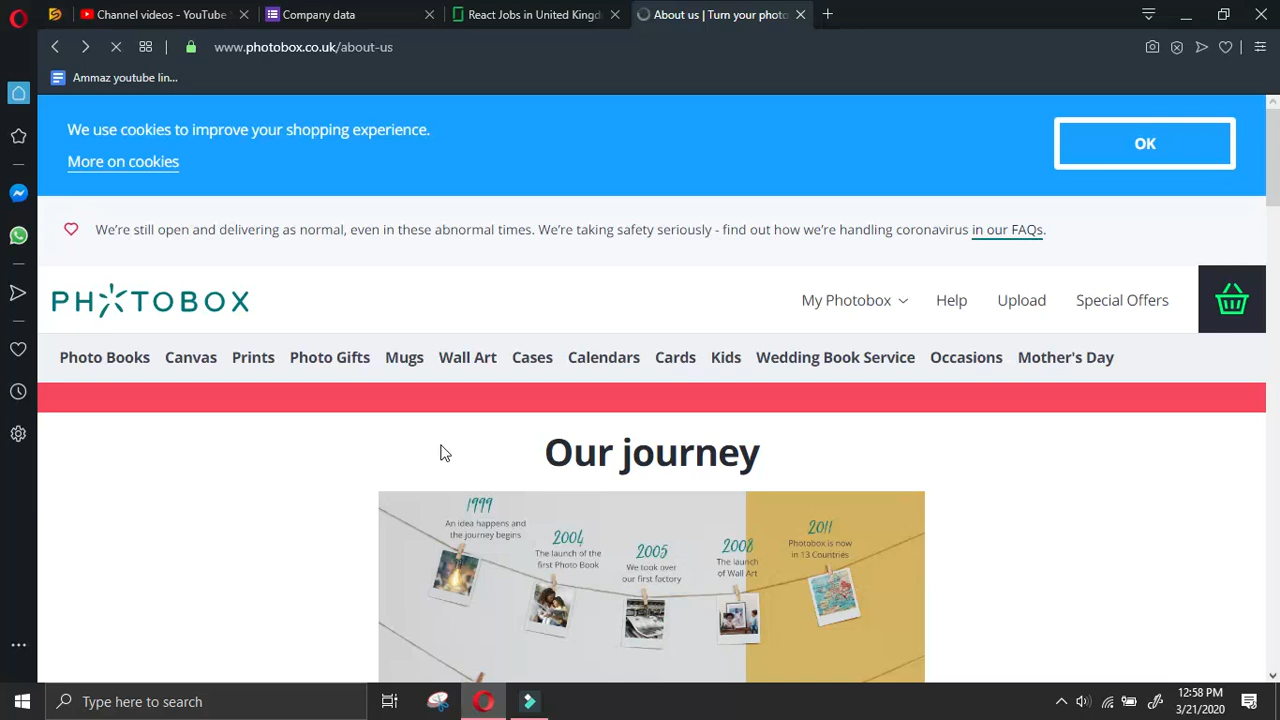 Channel videos - YouTube S
Company data
React Jobs in United Kingd
About us | Turn your photo
www.photobox.co.uk/about-us
Ammaz youtube lin...
We use cookies to improve your shopping experience.
More on cookies
OK
We're still open and delivering as normal, even in these abnormal times. We're taking safety seriously - find out how we're handling coronavirus in our FAQs.
PHOTOBOX
My Photobox
Help
Upload
Special Offers
Photo Books
Canvas
Prints
Photo Gifts
Mugs
Wall Art
Cases
Calendars
Cards
Kids
Wedding Book Service
Occasions
Mother's Day
Our journey
1999
An idea happens and
the journey begins
2004
The launch of the
first Photo Book
2005
We took over
our first factory
2008
The launch
of Wall Art
2011
Photobox is now
in 13 Countries
Type here to search
12:58 PM
3/21/2020